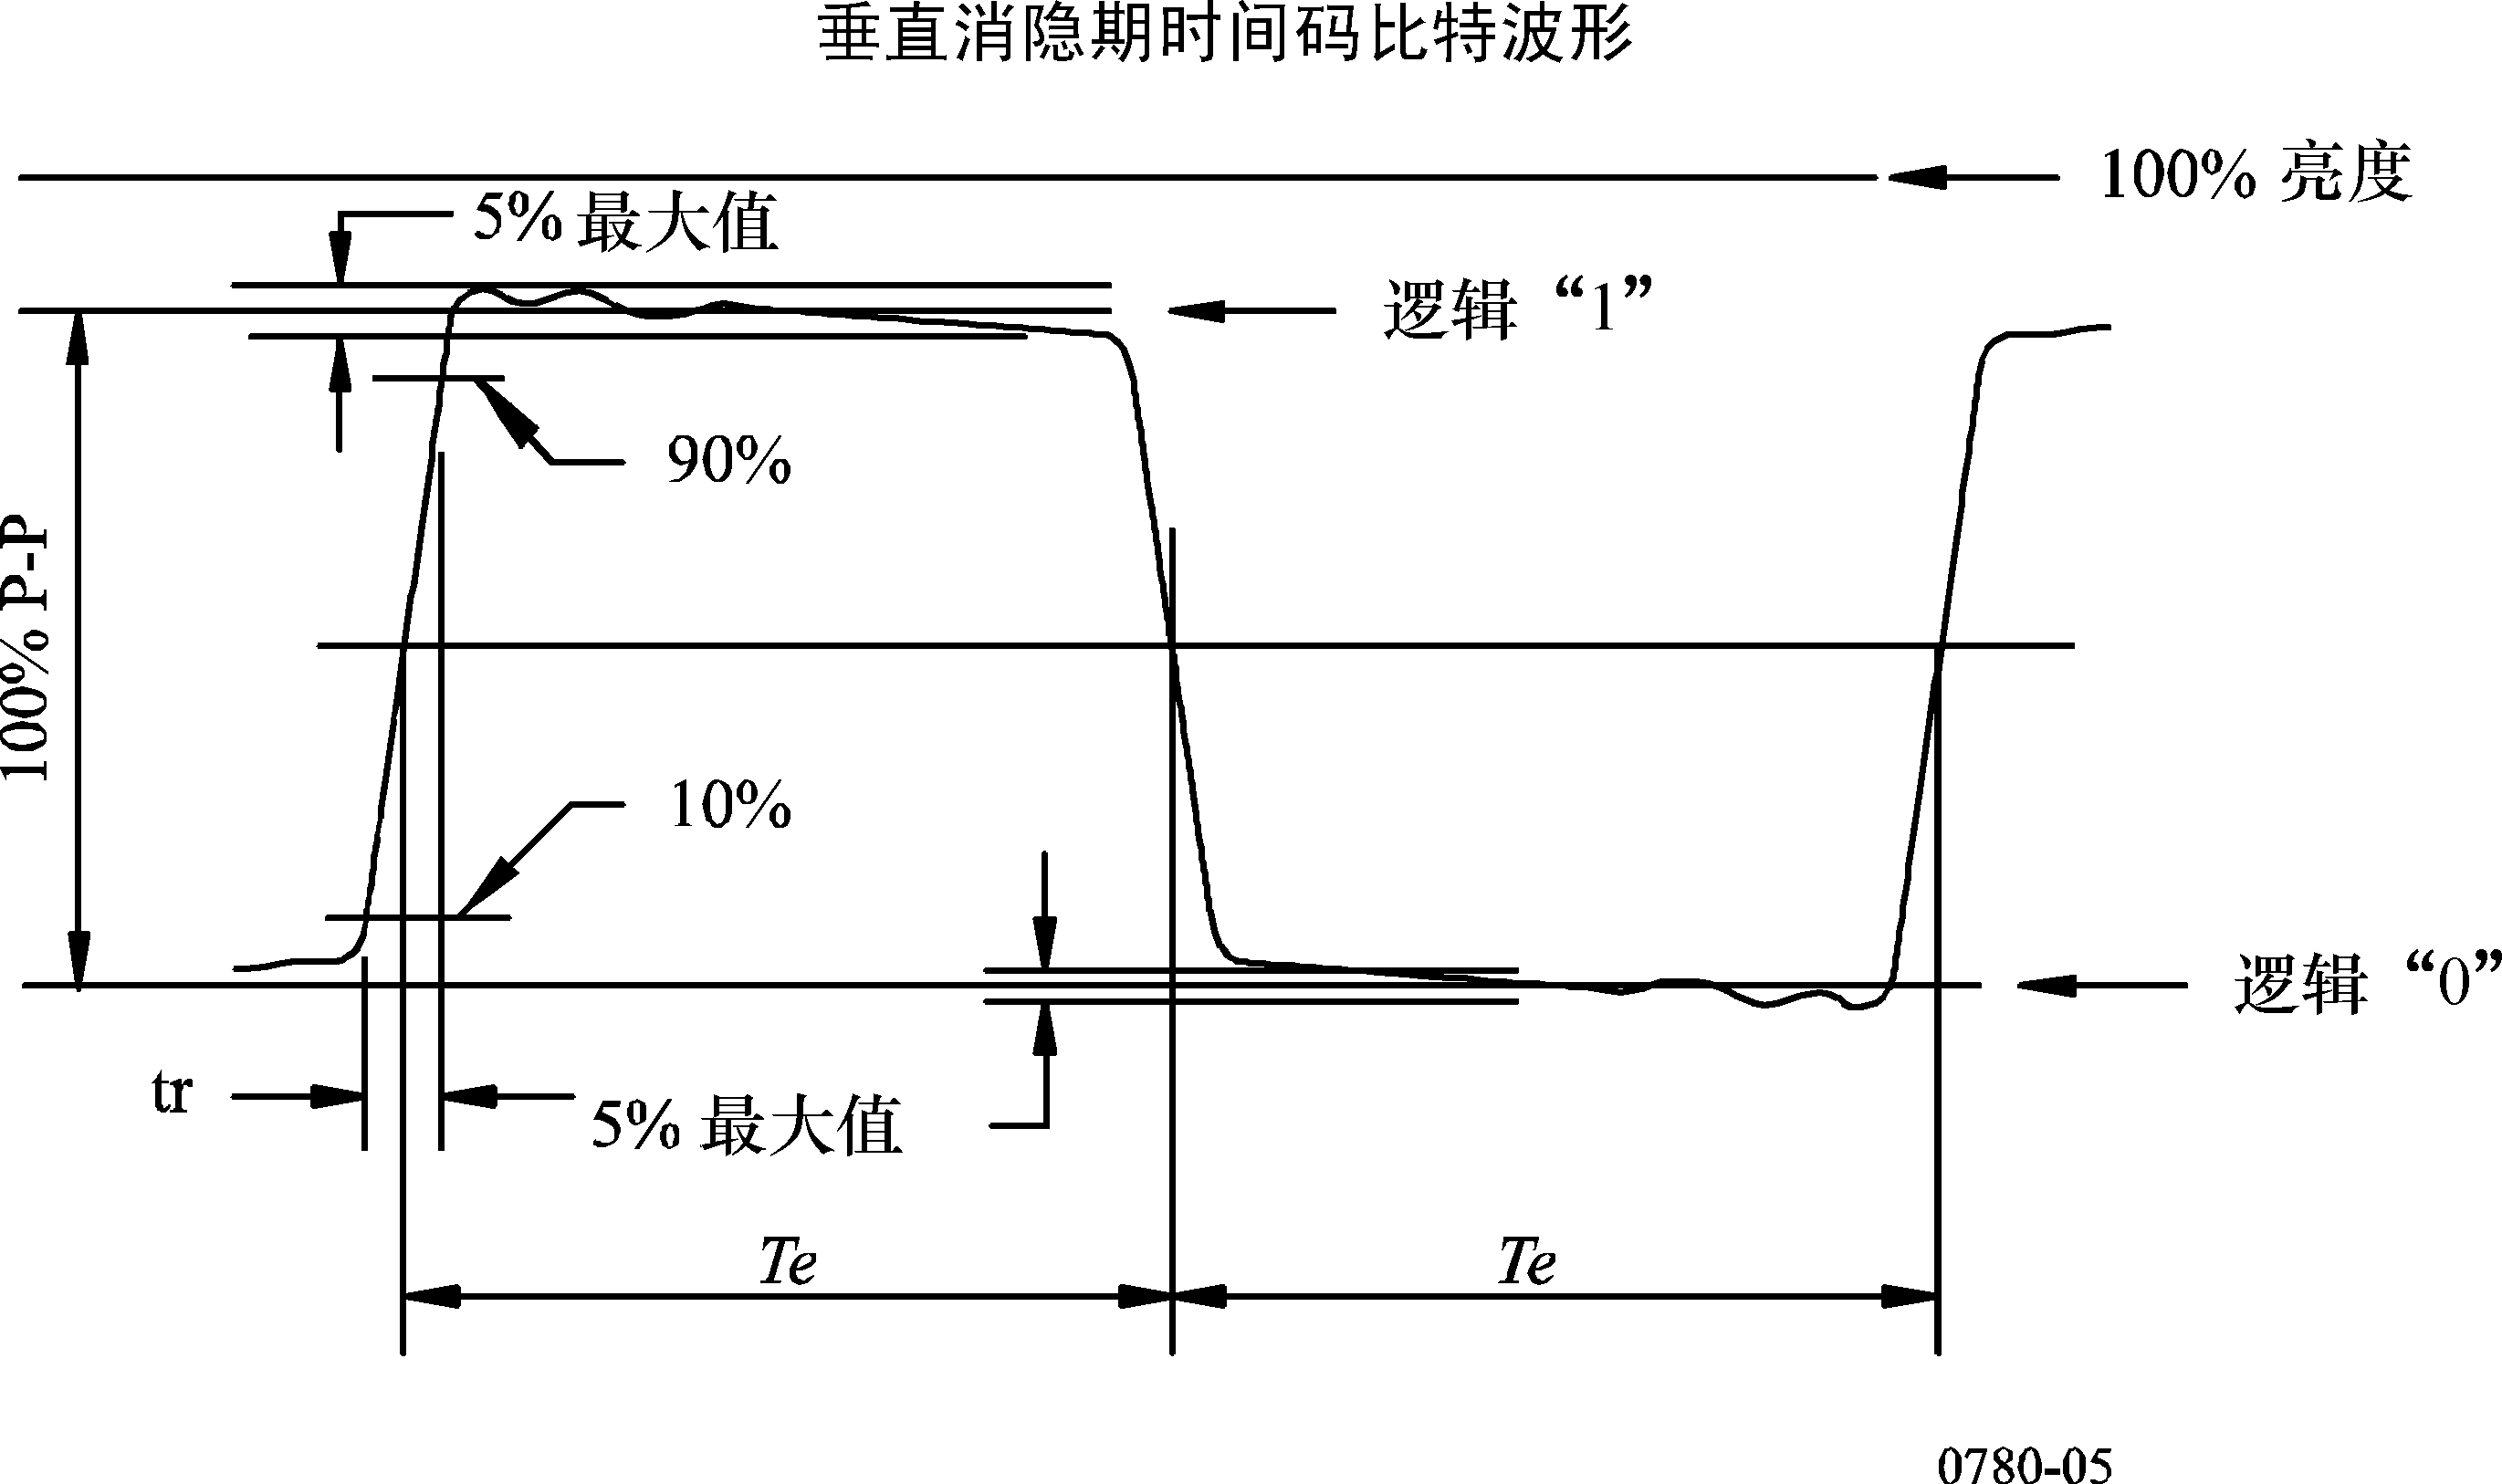 垂直消隐期时间码比特波形
100% 亮度
5% 最大值
逻辑 “1”
90%
100% P-P
10%
逻辑 “0”
tr
5% 最大值
Te
Te
0780-05